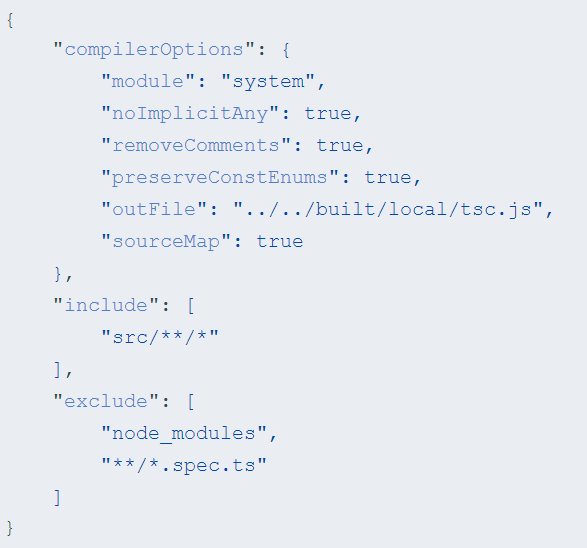 {
    "compilerOptions": {
        "module": "system",
        "noImplicitAny": true,
        "removeComments": true,
        "preserveConstEnums": true,
        "outFile": "../../built/local/tsc.js",
        "sourceMap": true
    },
    "include": [
        "src/**/*"
    ],
    "exclude": [
        "node_modules",
        "**/*.spec.ts"
    ]
}